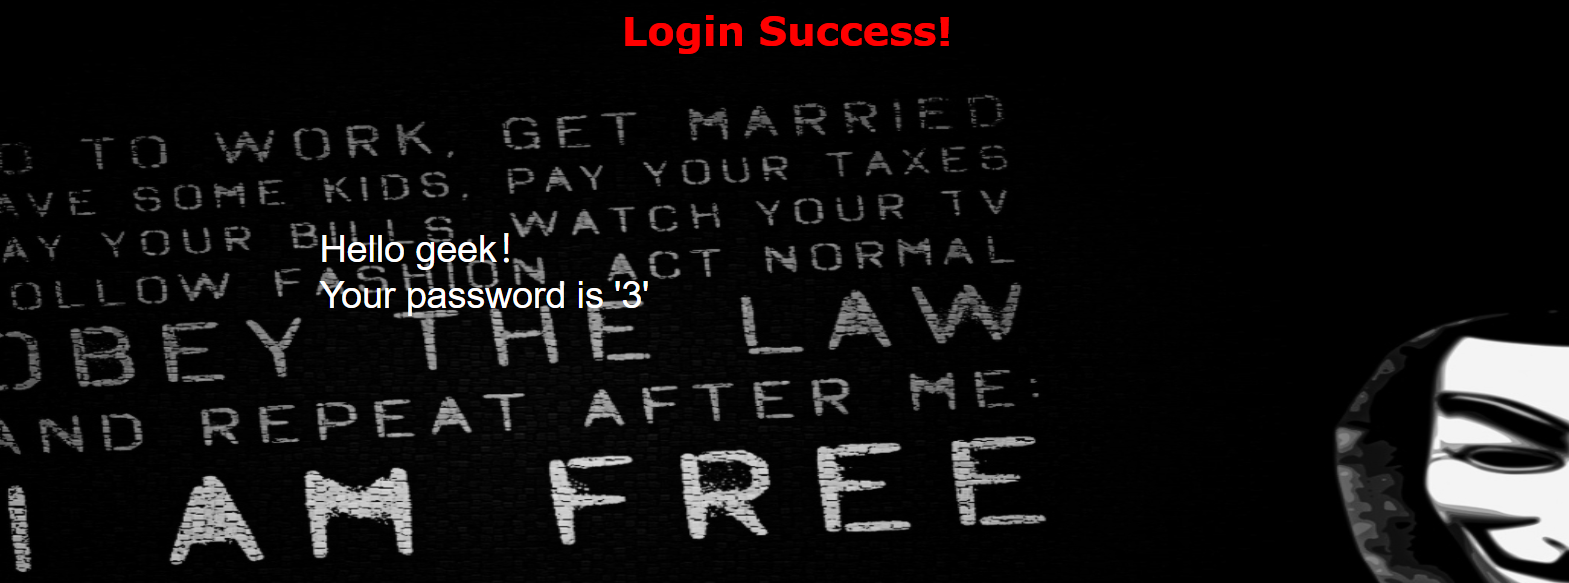 Login Success!
TO WORK, GET MARRIED
AVE SOME KIDS, PAY YOUR TAXES
AY YOUR BILLS, WATCH YOUR TV
Hello geek！
OLLOW FASHION ACT NORMAL
Your password is '3'
OBEY THE LAW
AND REPEAT AFTER ME:
I AM FREE